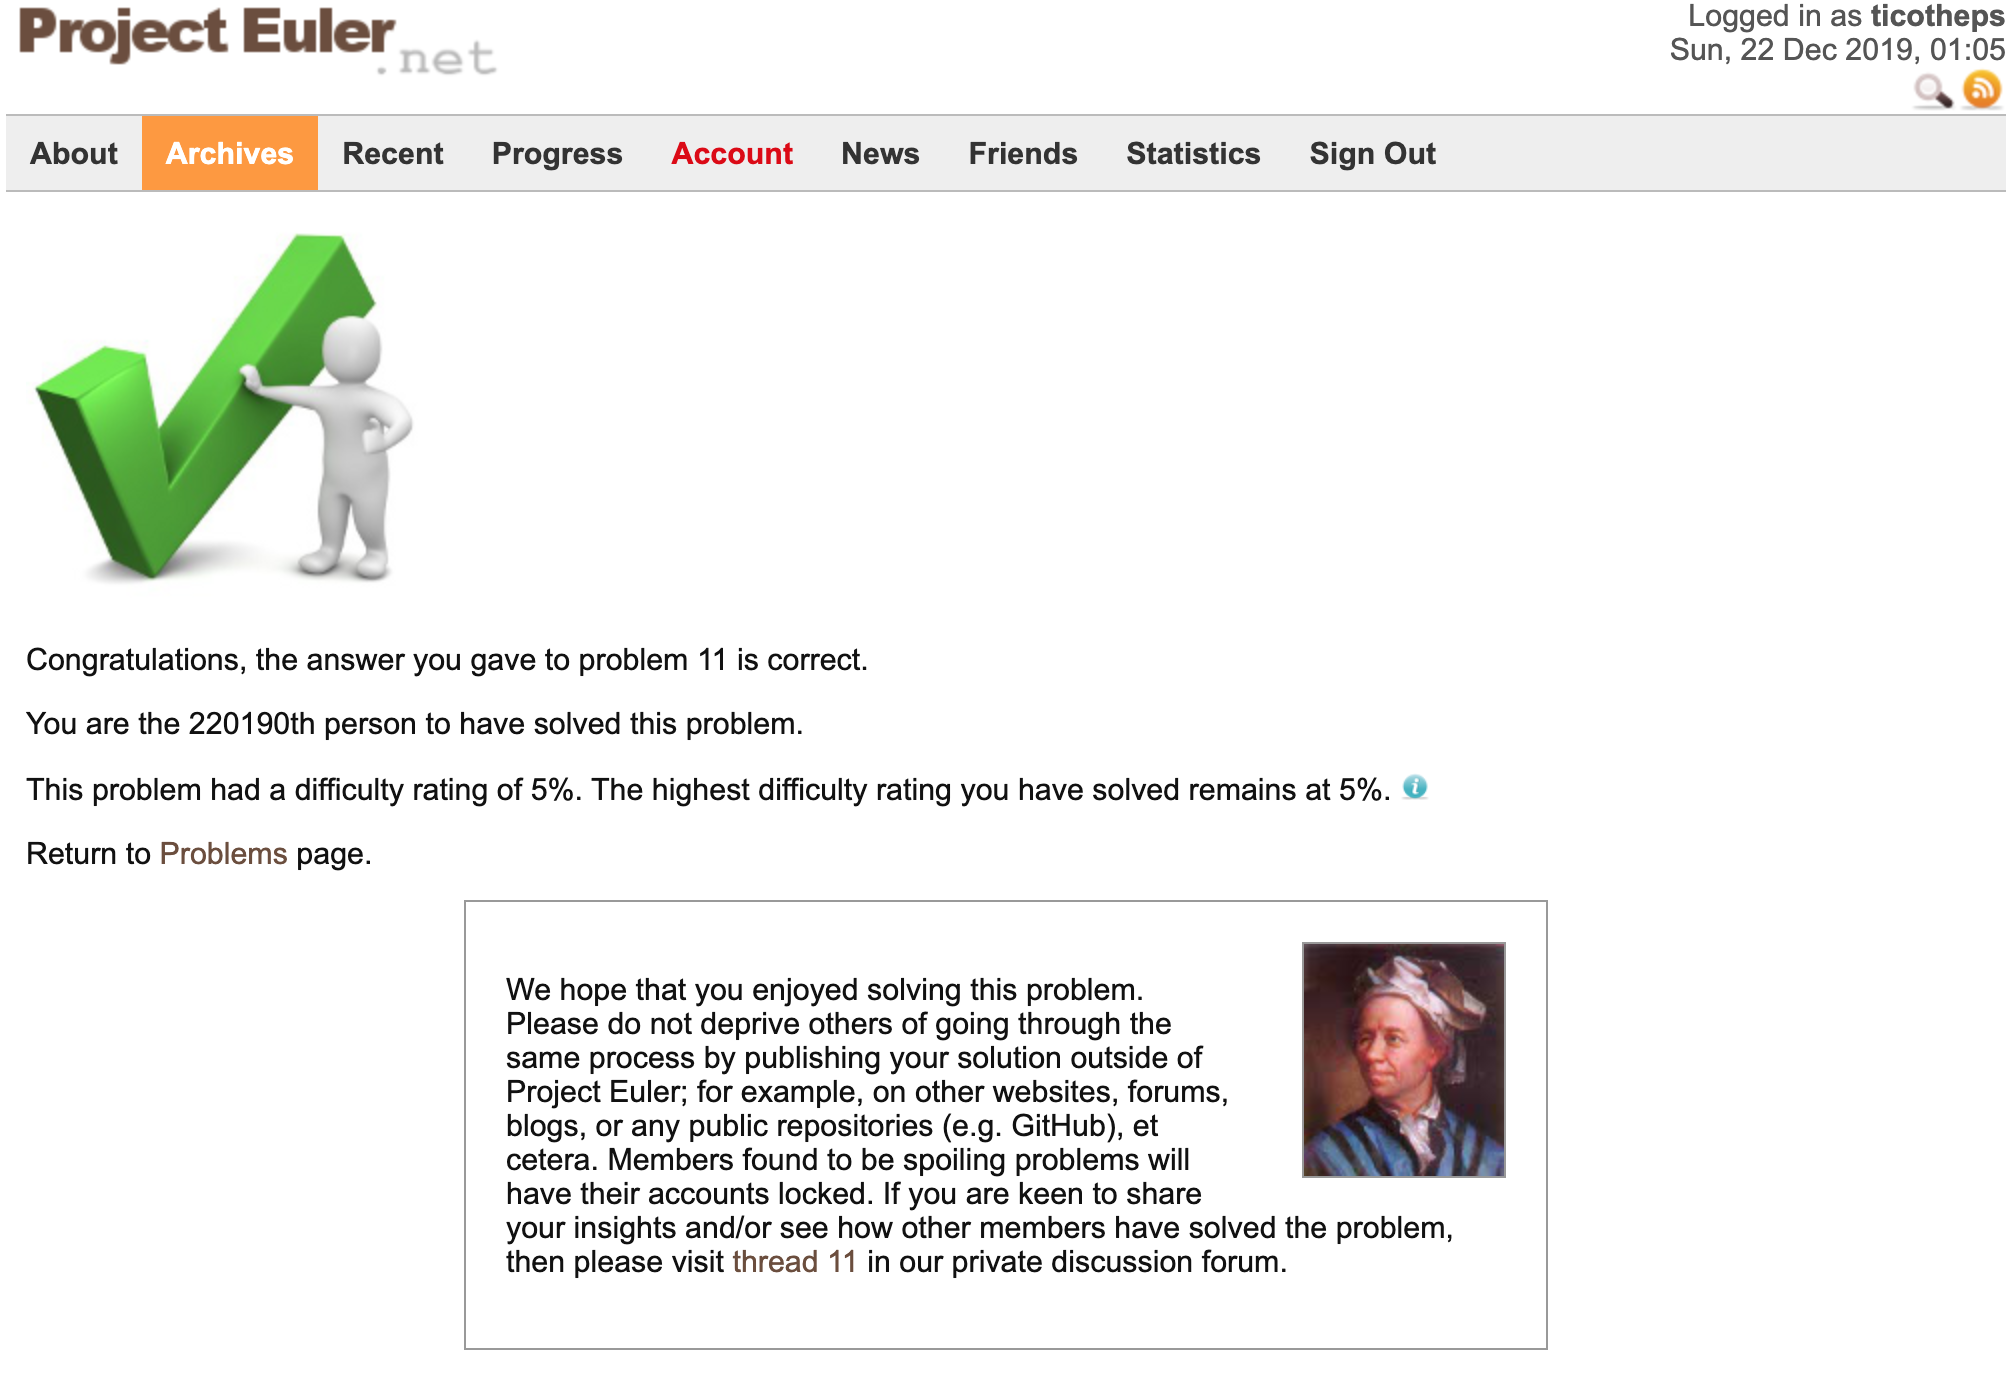 Project Euler.net
Logged in as ticotheps
Sun, 22 Dec 2019, 01:05
About Archives Recent Progress Account News Friends Statistics Sign Out
Congratulations, the answer you gave to problem 11 is correct.
You are the 220190th person to have solved this problem.
This problem had a difficulty rating of 5%. The highest difficulty rating you have solved remains at 5%. i
Return to Problems page.
We hope that you enjoyed solving this problem.
Please do not deprive others of going through the
same process by publishing your solution outside of
Project Euler; for example, on other websites, forums,
blogs, or any public repositories (e.g. GitHub), et
cetera. Members found to be spoiling problems will
have their accounts locked. If you are keen to share
your insights and/or see how other members have solved the problem,
then please visit thread 11 in our private discussion forum.